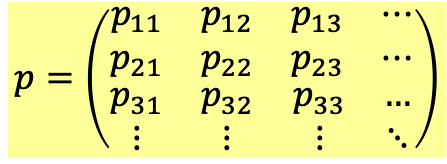 p₁₁ p₁₂ p₁₃ ⋯
p₂₁ p₂₂ p₂₃ ⋯
p = ( p₃₁ p₃₂ p₃₃ … )
⋮ ⋮ ⋮ ⋱